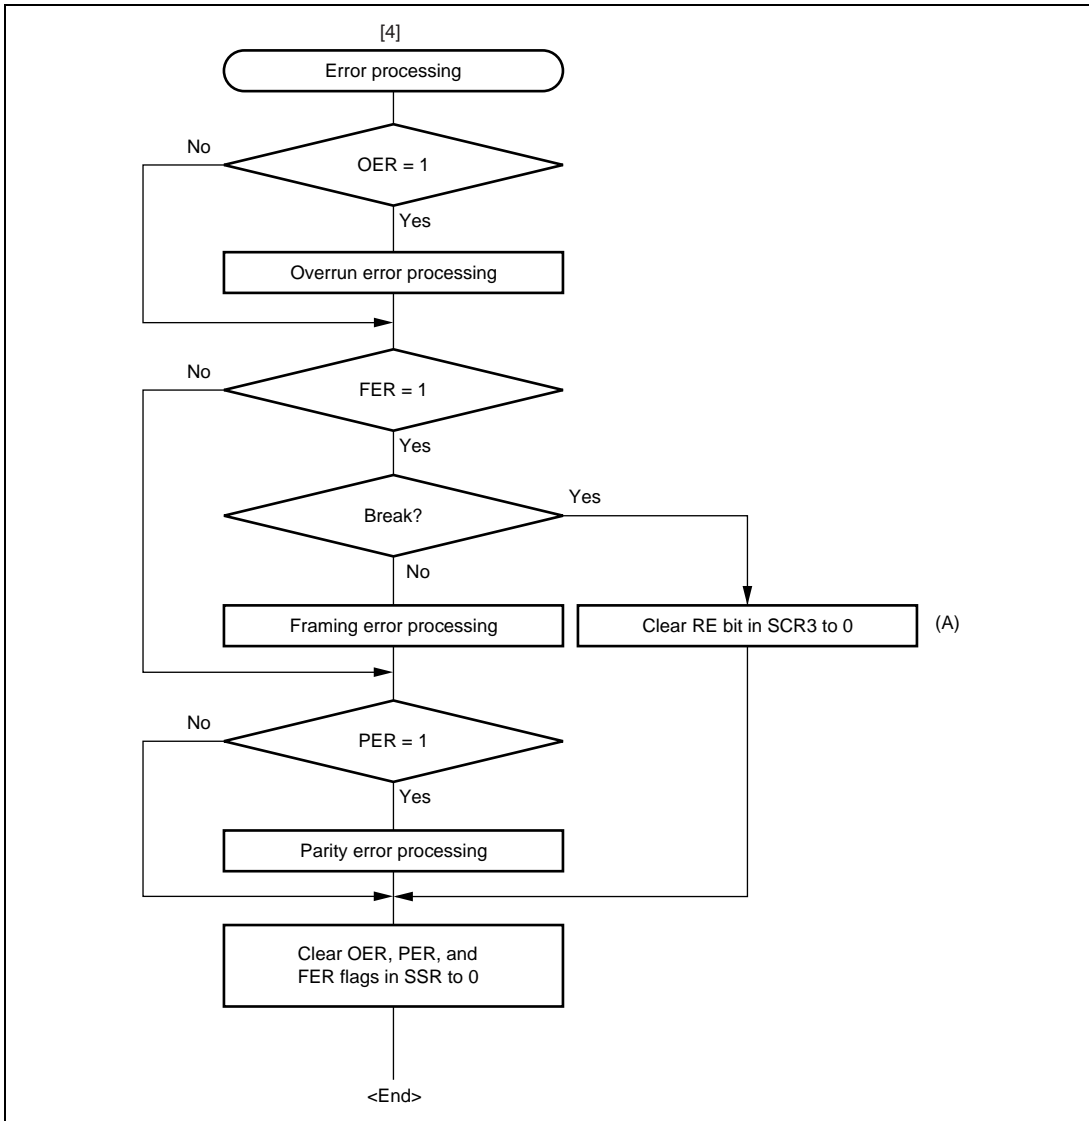 [4]
Error processing
No
OER = 1
Yes
Overrun error processing
No
FER = 1
Yes
Yes
Break?
No
Framing error processing
Clear RE bit in SCR3 to 0
(A)
No
PER = 1
Yes
Parity error processing
Clear OER, PER, and
FER flags in SSR to 0
<End>